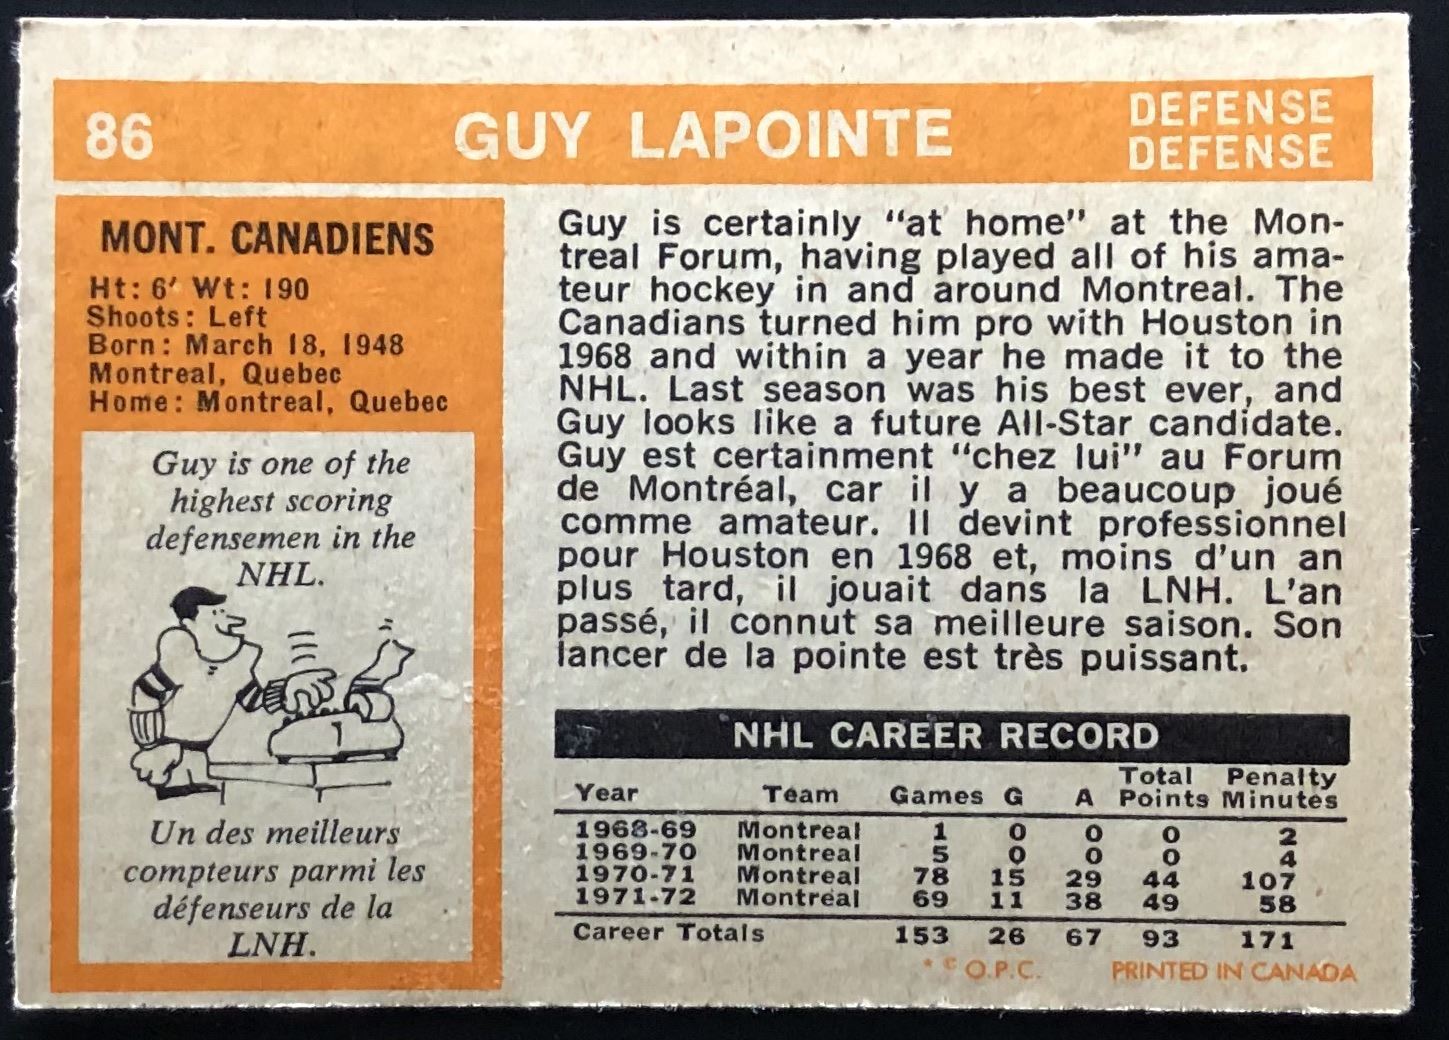 86
GUY LAPOINTE
DEFENSE
DEFENSE
MONT. CANADIENS
Ht: 6' Wt: 190
Shoots: Left
Born: March 18, 1948
Montreal, Quebec
Home: Montreal, Quebec
Guy is one of the
highest scoring
defensemen in the
NHL.
Un des meilleurs
compteurs parmi les
défenseurs de la
LNH.
Guy is certainly "at home" at the Mon-
treal Forum, having played all of his ama-
teur hockey in and around Montreal. The
Canadians turned him pro with Houston in
1968 and within a year he made it to the
NHL. Last season was his best ever, and
Guy looks like a future All-Star candidate.
Guy est certainment "chez lui" au Forum
de Montréal, car il y a beaucoup joué
comme amateur. Il devint professionnel
pour Houston en 1968 et, moins d'un an
plus tard, il jouait dans la LNH. L'an
passé, il connut sa meilleure saison. Son
lancer de la pointe est très puissant.
NHL CAREER RECORD
Total Penalty
Year Team Games G A Points Minutes
1968-69 Montreal 1 0 0 0 2
1969-70 Montreal 5 0 0 0 4
1970-71 Montreal 78 15 29 44 107
1971-72 Montreal 69 11 38 49 58
Career Totals 153 26 67 93 171
* © O.P.C. PRINTED IN CANADA